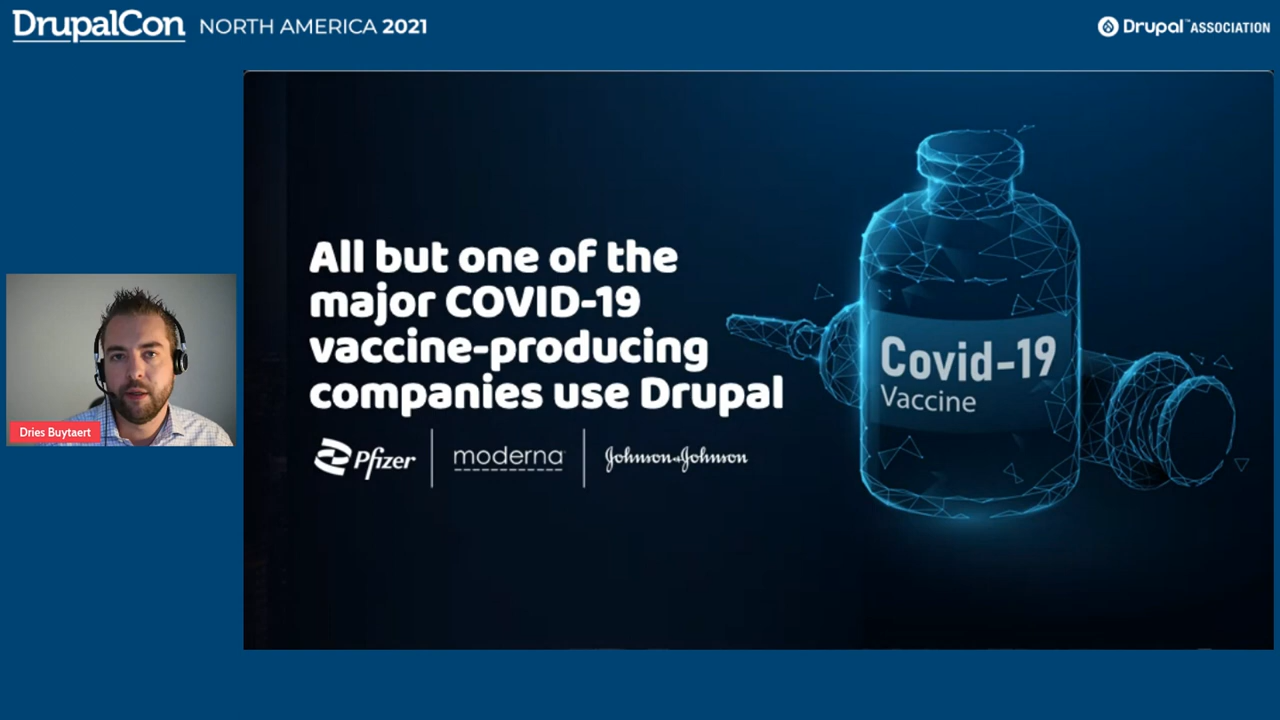 DrupalCon NORTH AMERICA 2021
Drupal™ ASSOCIATION
All but one of the
major COVID-19
vaccine-producing
companies use Drupal
Pfizer
moderna
Johnson & Johnson
Covid-19
Vaccine
Dries Buytaert